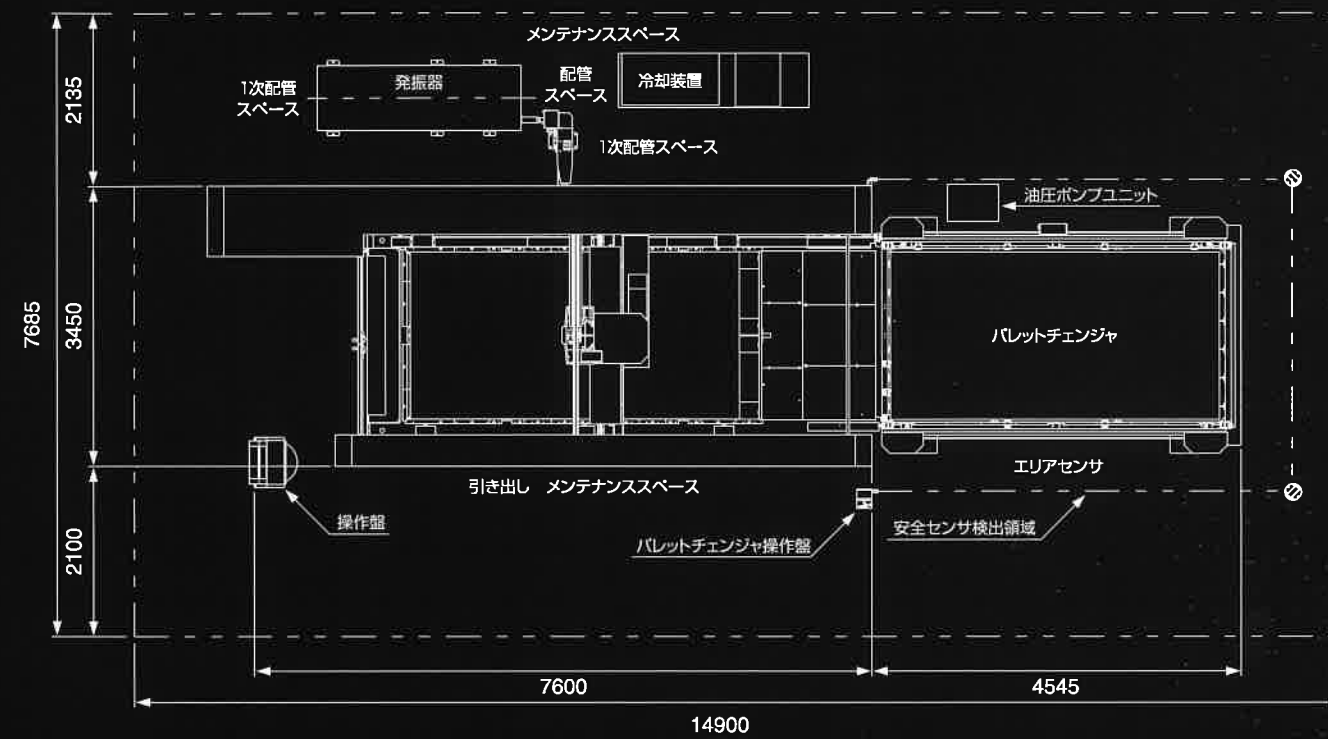 メンテナンススペース
発振器
1次配管
スペース
配管
スペース
冷却装置
1次配管スペース
油圧ポンプユニット
パレットチェンジャ
エリアセンサ
引き出し メンテナンススペース
操作盤
パレットチェンジャ操作盤
安全センサ検出領域
2135
3450
7685
2100
7600
4545
14900